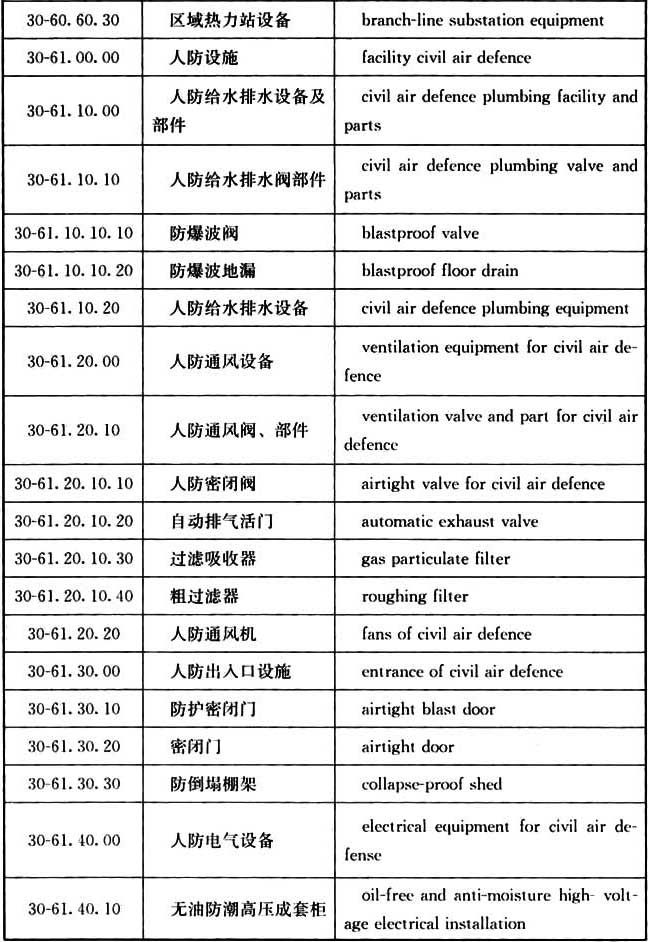 30-60.60.30 区域热力站设备 branch-line substation equipment
30-61.00.00 人防设施 facility civil air defence
30-61.10.00 人防给水排水设备及 civil air defence plumbing facility and
部件 parts
30-61.10.10 人防给水排水阀部件 civil air defence plumbing valve and
parts
30-61.10.10.10 防爆波阀 blastproof valve
30-61.10.10.20 防爆波地漏 blastproof floor drain
30-61.10.20 人防给水排水设备 civil air defence plumbing equipment
30-61.20.00 人防通风设备 ventilation equipment for civil air de-
fence
30-61.20.10 人防通风阀、部件 ventilation valve and part for civil air
defence
30-61.20.10.10 人防密闭阀 airtight valve for civil air defence
30-61.20.10.20 自动排气活门 automatic exhaust valve
30-61.20.10.30 过滤吸收器 gas particulate filter
30-61.20.10.40 粗过滤器 roughing filter
30-61.20.20 人防通风机 fans of civil air defence
30-61.30.00 人防出入口设施 entrance of civil air defence
30-61.30.10 防护密闭门 airtight blast door
30-61.30.20 密闭门 airtight door
30-61.30.30 防倒塌棚架 collapse-proof shed
30-61.40.00 人防电气设备 electrical equipment for civil air de-
fense
30-61.40.10 无油防潮高压成套柜 oil-free and anti-moisture high- volt-
age electrical installation